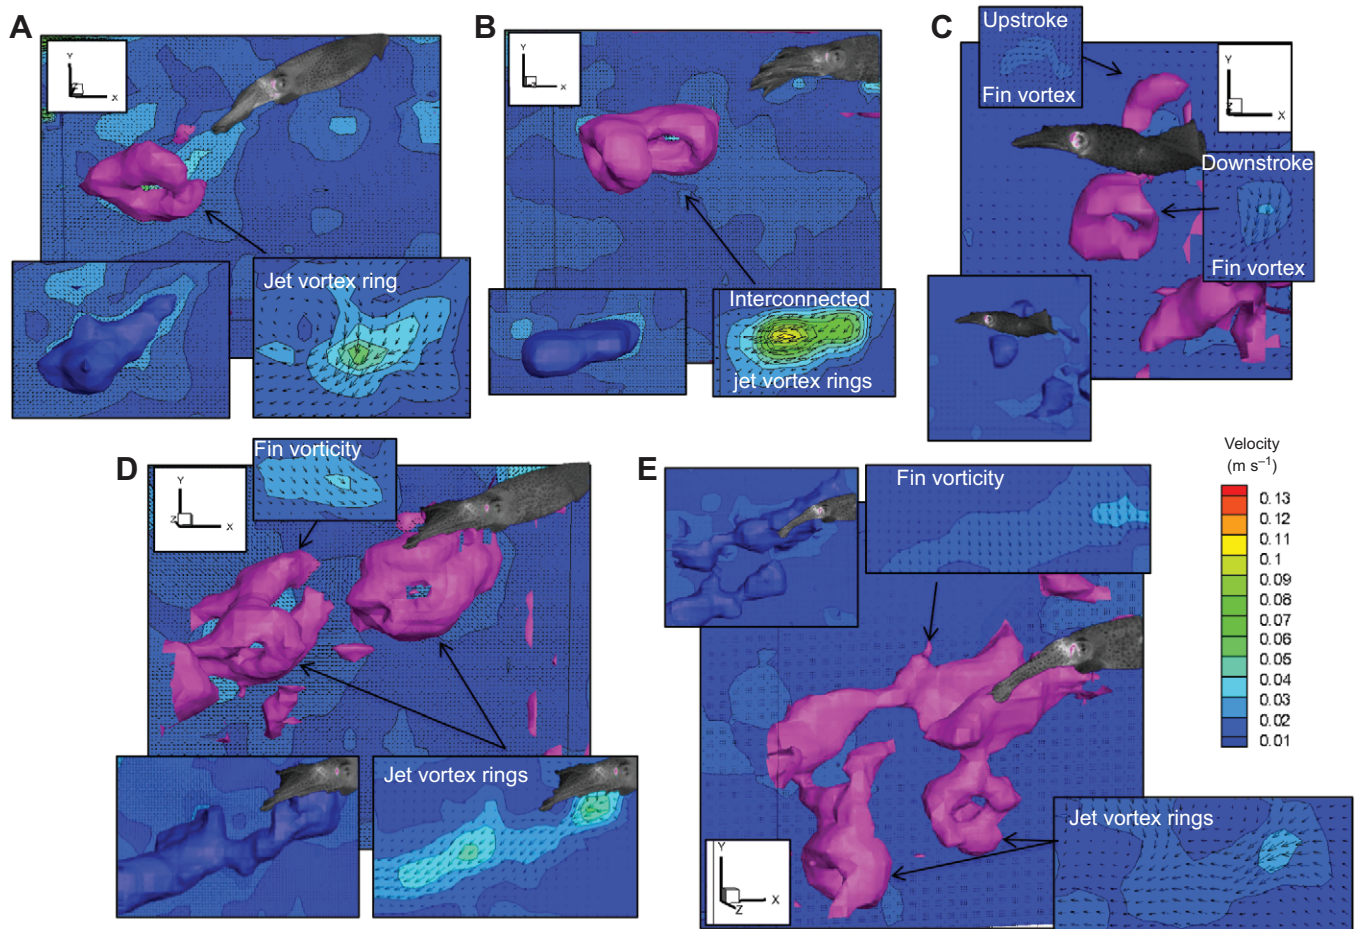 A
Y
Z
X
Jet vortex ring
B
Y
X
Interconnected
jet vortex rings
C
Upstroke
Fin vortex
Y
Z
X
Downstroke
Fin vortex
D
Fin vorticity
Y
Z
X
Jet vortex rings
E
Fin vorticity
Jet vortex rings
Y
Z
X
Velocity
(m s⁻¹)
0.13
0.12
0.11
0.1
0.09
0.08
0.07
0.06
0.05
0.04
0.03
0.02
0.01